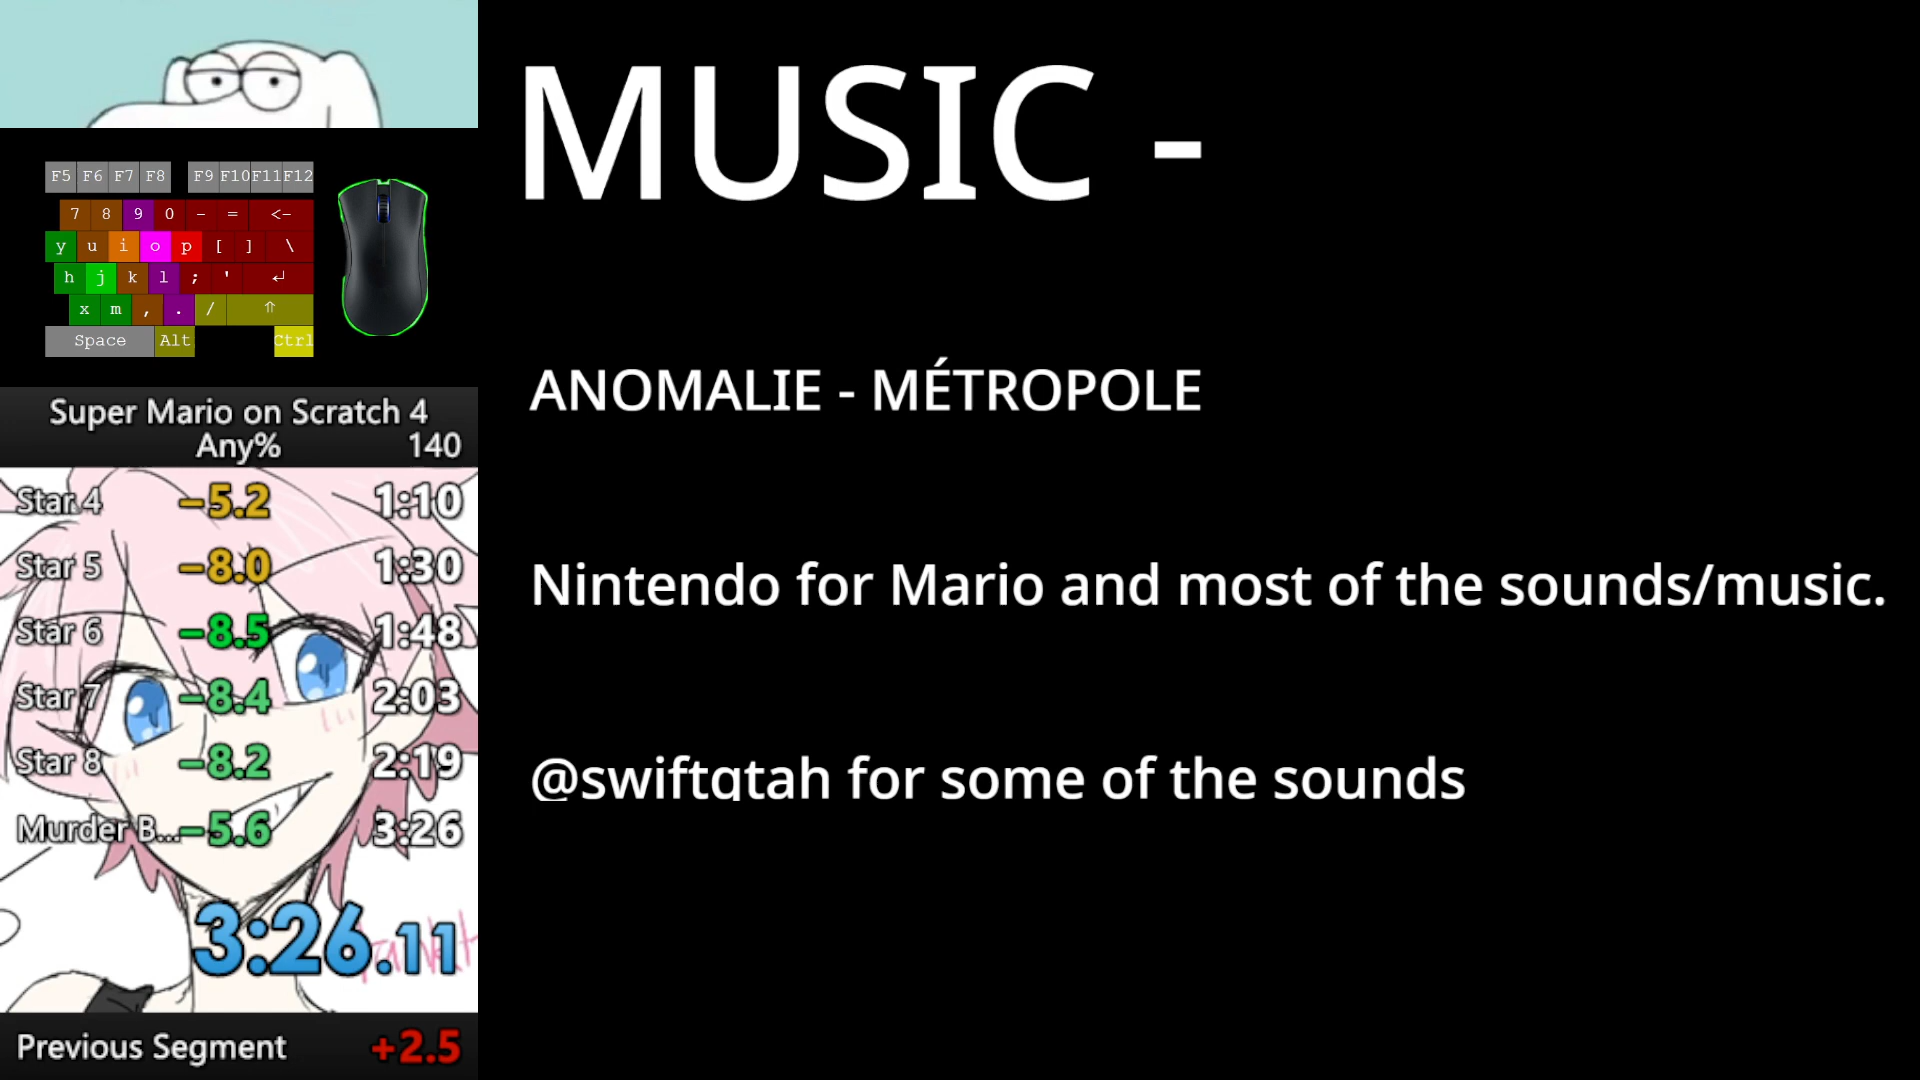 F5 F6 F7 F8 F9 F10 F11 F12
7 8 9 0 - = <-
y u i o p [ ] \
h j k l ; ' ↵
x m , . / ⇧
Space Alt Ctrl
Super Mario on Scratch 4
Any% 140
Star 4 -5.2 1:10
Star 5 -8.0 1:30
Star 6 -8.5 1:48
Star 7 -8.4 2:03
Star 8 -8.2 2:19
Murder B... -5.6 3:26
3:26.11
Previous Segment +2.5
MUSIC -
ANOMALIE - MÉTROPOLE
Nintendo for Mario and most of the sounds/music.
@swiftgtah for some of the sounds